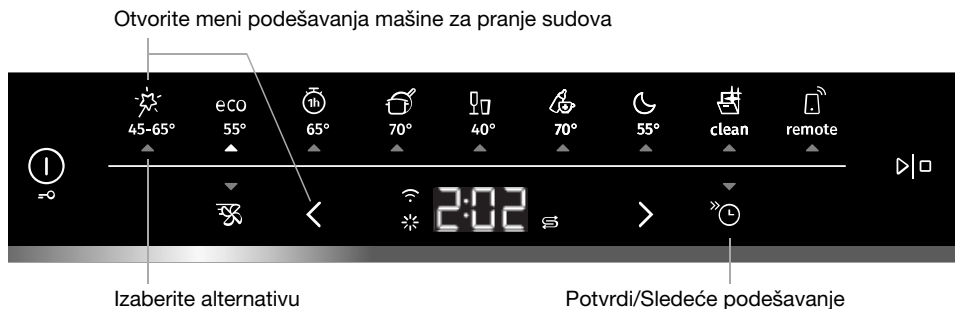 Otvorite meni podešavanja mašine za pranje sudova
eco 1h
45-65° 55° 65° 70° 40° 70° 55° clean remote
2:02
Izaberite alternativu Potvrdi/Sledeće podešavanje